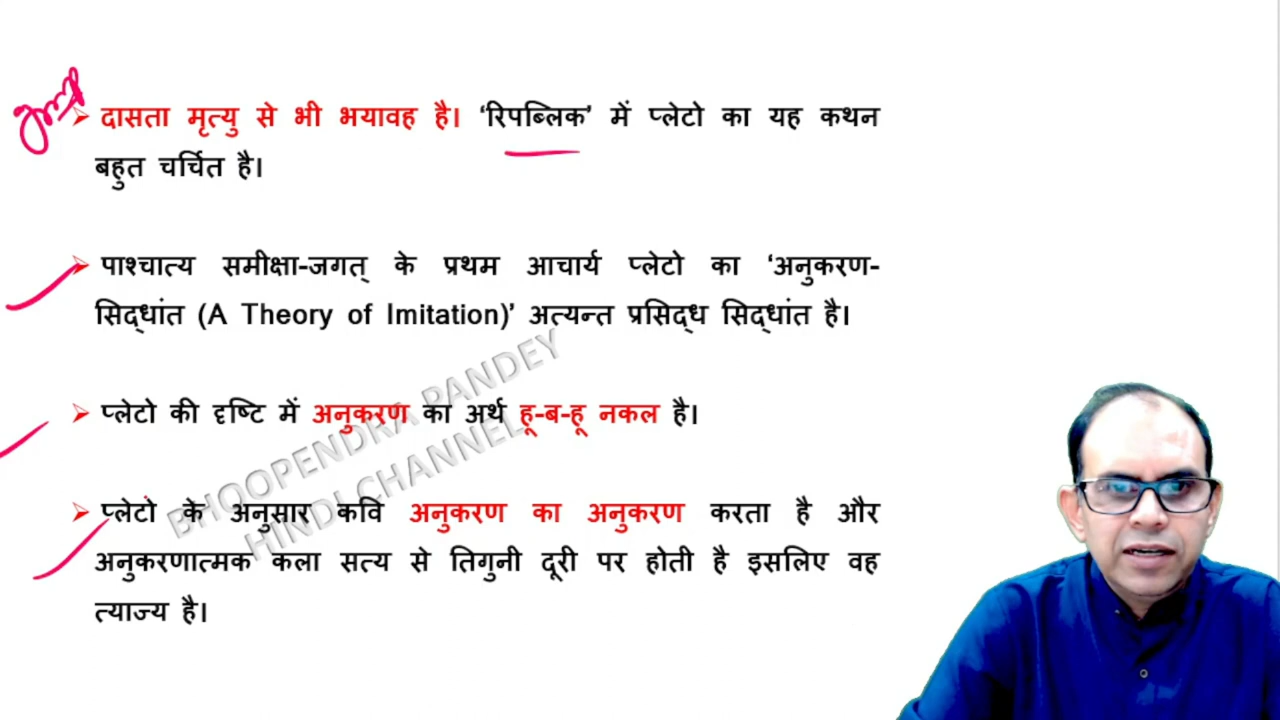 Imp
दासता मृत्यु से भी भयावह है। ‘रिपब्लिक’ में प्लेटो का यह कथन
बहुत चर्चित है।
पाश्चात्य समीक्षा-जगत् के प्रथम आचार्य प्लेटो का ‘अनुकरण-
सिद्धांत (A Theory of Imitation)’ अत्यन्त प्रसिद्ध सिद्धांत है।
प्लेटो की दृष्टि में अनुकरण का अर्थ हू-ब-हू नकल है।
प्लेटो के अनुसार कवि अनुकरण का अनुकरण करता है और
अनुकरणात्मक कला सत्य से तिगुनी दूरी पर होती है इसलिए वह
त्याज्य है।
BHOOPENDRA PANDEY
HINDI CHANNEL